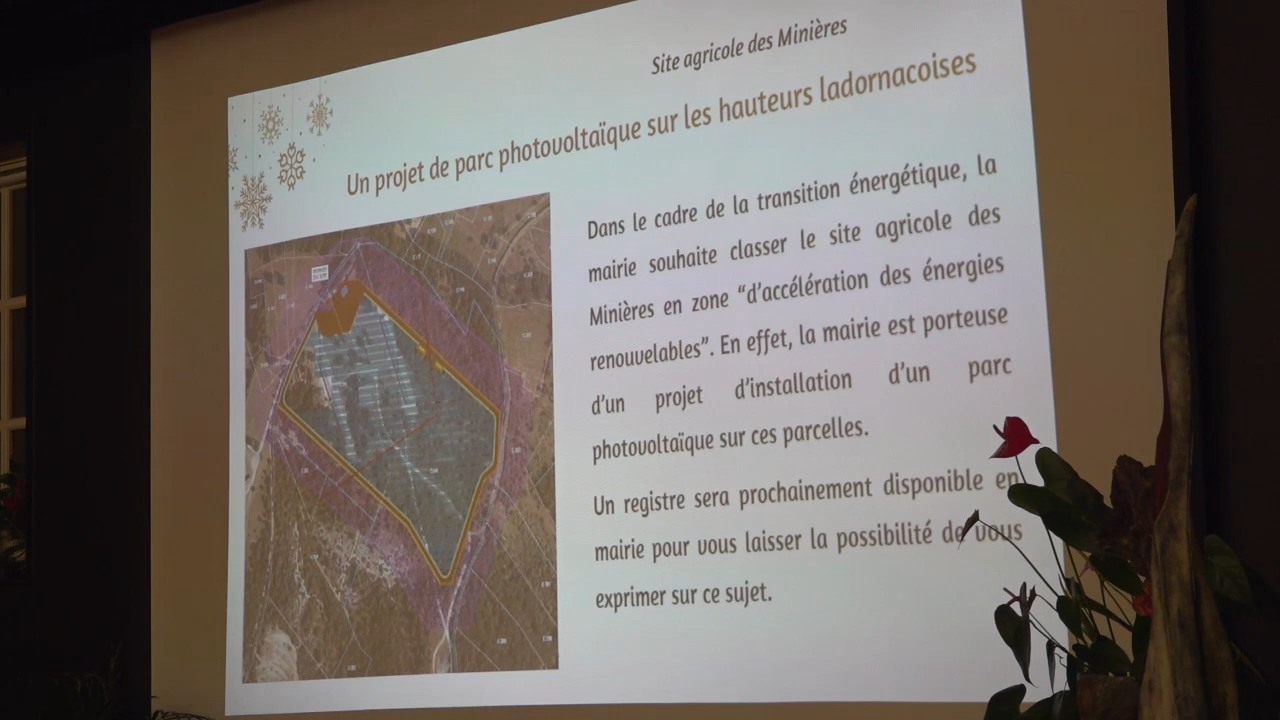 Site agricole des Minières
Un projet de parc photovoltaïque sur les hauteurs ladornacoises
Dans le cadre de la transition énergétique, la
mairie souhaite classer le site agricole des
Minières en zone “d’accélération des énergies
renouvelables”. En effet, la mairie est porteuse
d’un projet d’installation d’un parc
photovoltaïque sur ces parcelles.
Un registre sera prochainement disponible en
mairie pour vous laisser la possibilité de vous
exprimer sur ce sujet.